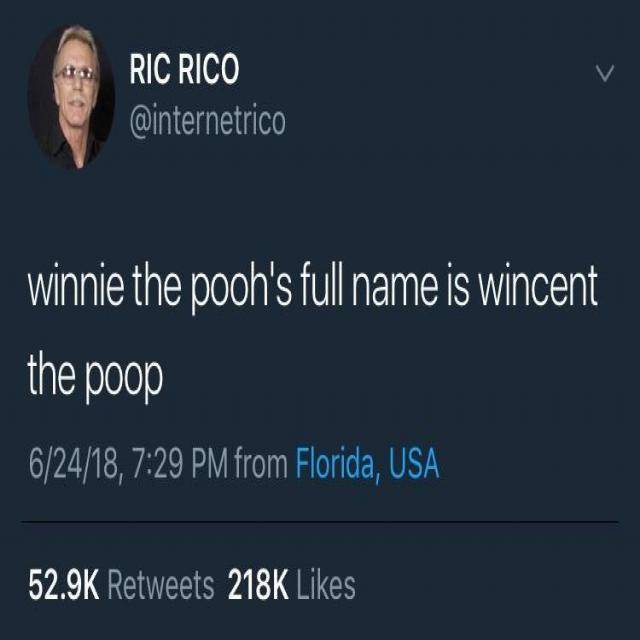 RIC RICO
@internetrico
winnie the pooh's full name is wincent
the poop
6/24/18, 7:29 PM from Florida, USA
52.9K Retweets 218K Likes